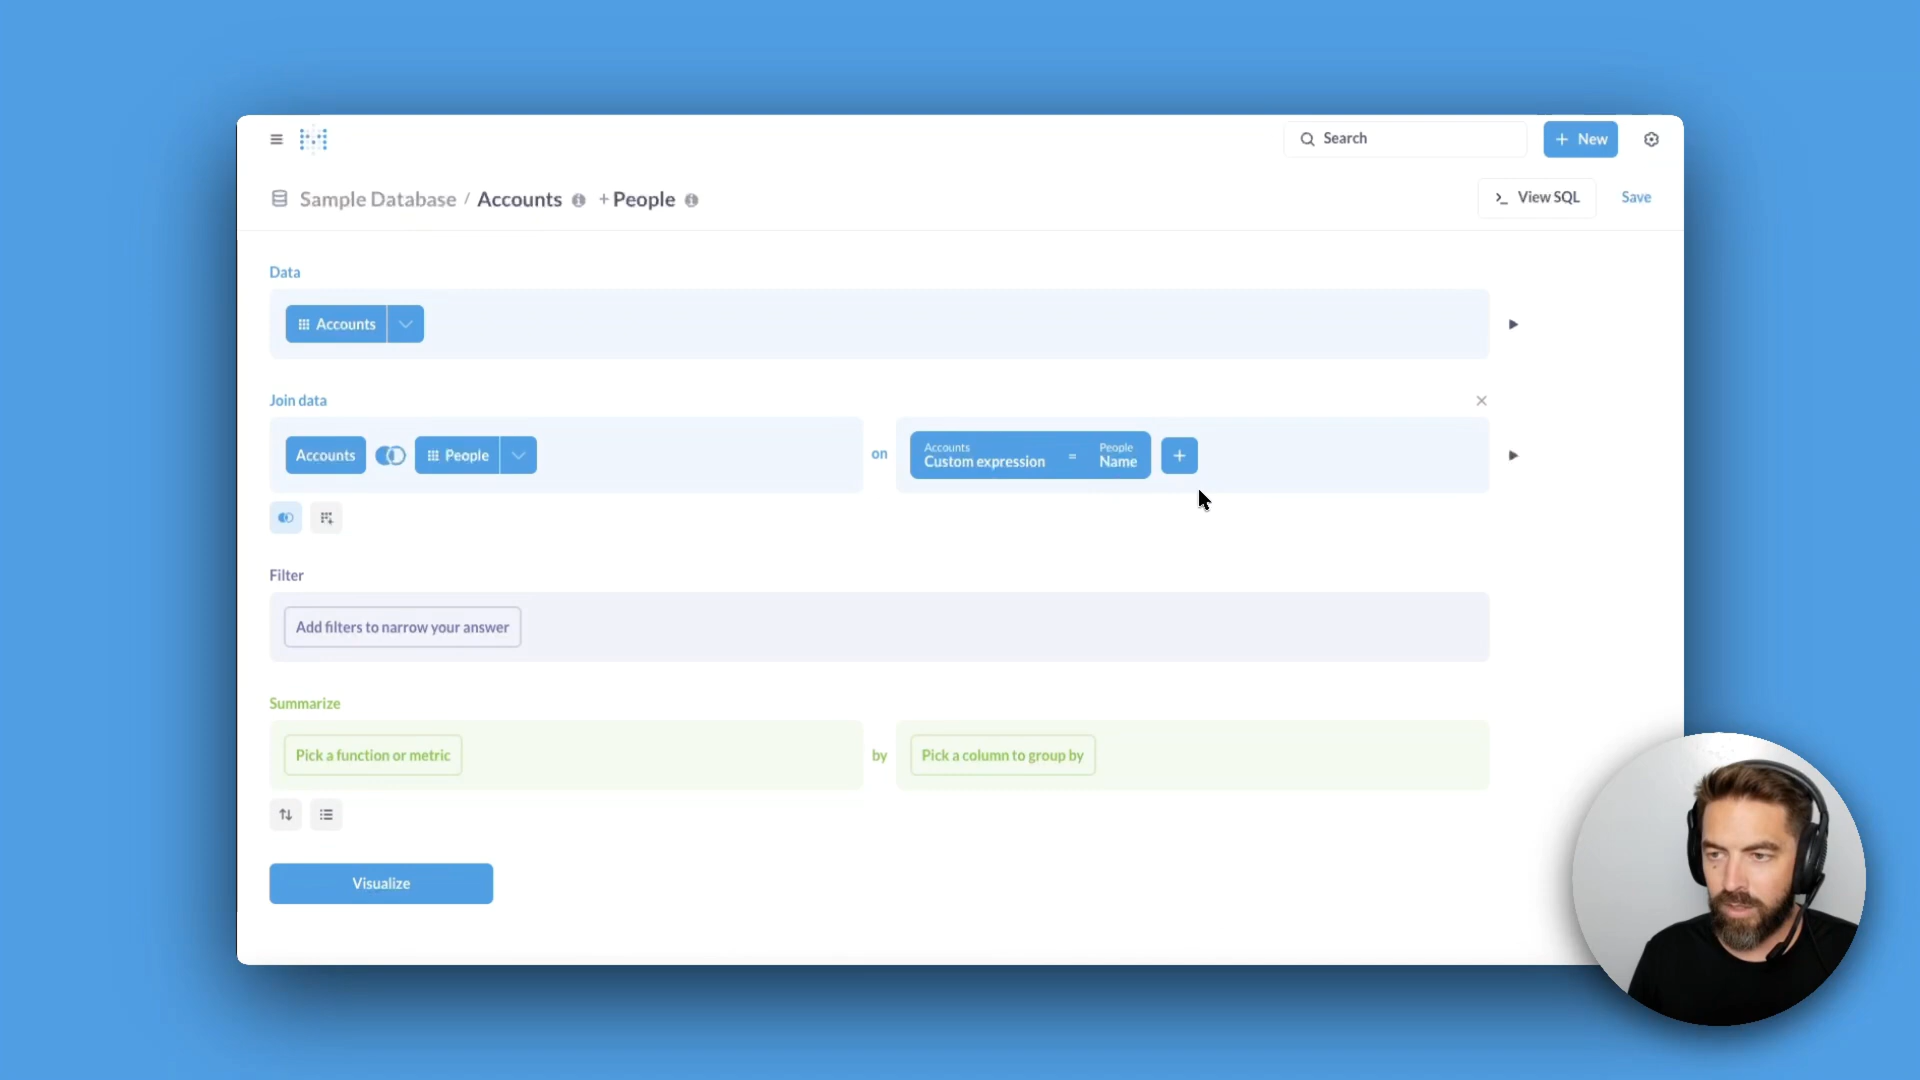 Search
+ New
Sample Database / Accounts + People
>_ View SQL
Save
Data
Accounts
Join data
Accounts People
on
Accounts
Custom expression
=
People
Name
+
Filter
Add filters to narrow your answer
Summarize
Pick a function or metric
by
Pick a column to group by
Visualize